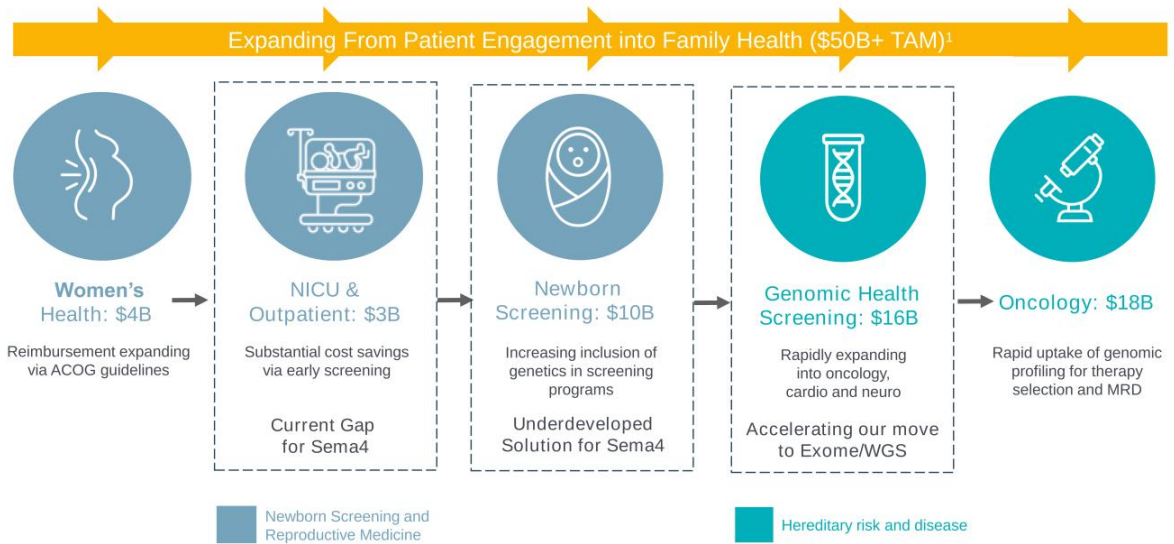 Expanding From Patient Engagement into Family Health ($50B+ TAM)¹
Women's
Health: $4B
Reimbursement expanding
via ACOG guidelines
NICU &
Outpatient: $3B
Substantial cost savings
via early screening
Current Gap
for Sema4
Newborn
Screening: $10B
Increasing inclusion of
genetics in screening
programs
Underdeveloped
Solution for Sema4
Genomic Health
Screening: $16B
Rapidly expanding
into oncology,
cardio and neuro
Accelerating our move
to Exome/WGS
Oncology: $18B
Rapid uptake of genomic
profiling for therapy
selection and MRD
Newborn Screening and
Reproductive Medicine
Hereditary risk and disease